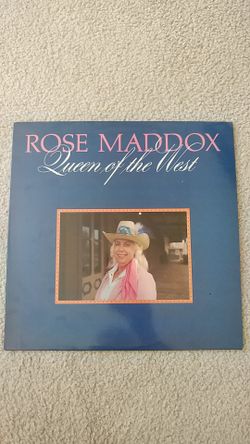 ROSE MADDOX
Queen of the West